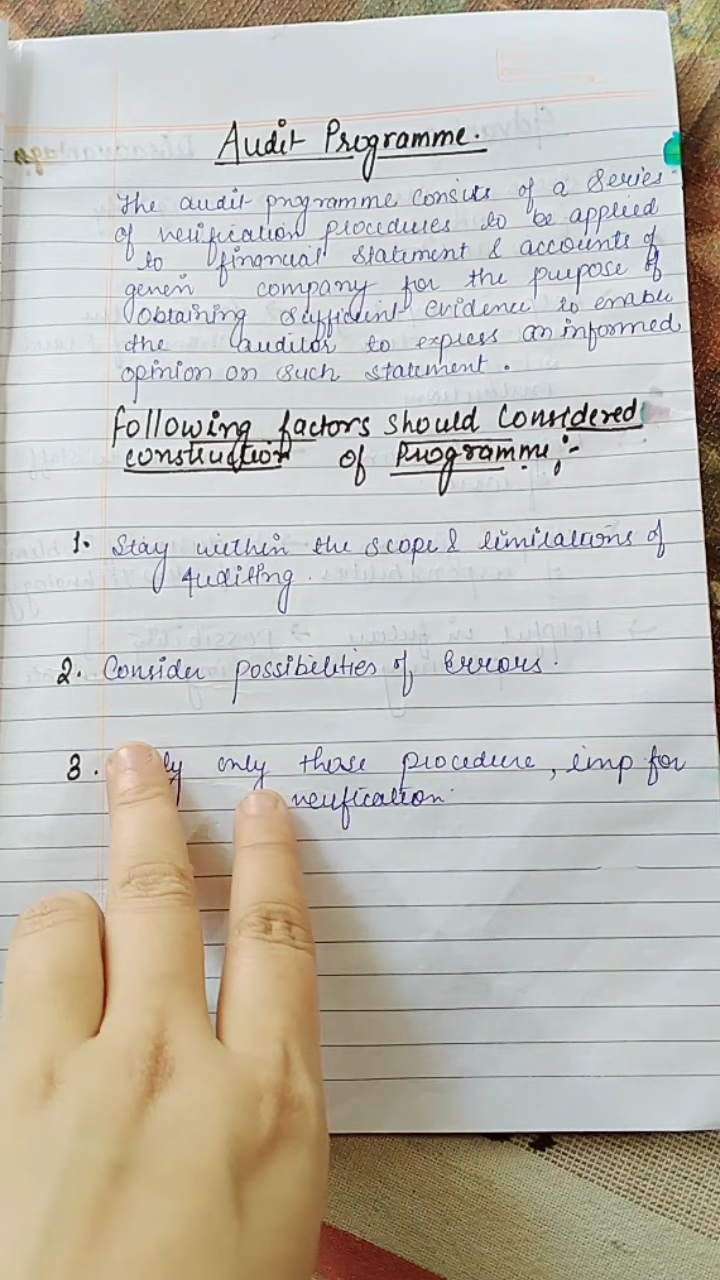 Audit Programme.
The audit programme consists of a series
of verification procedures to be applied
to financial statement & accounts of
given company for the purpose of
obtaining sufficient evidence to enable
the auditor to express an informed
opinion on such statement.
Following factors should Considered
construction of Programme;-
1. Stay within the scope & limitations of
Auditing.
2. Consider possibilities of Errors.
3. only those procedure, imp for
verification.